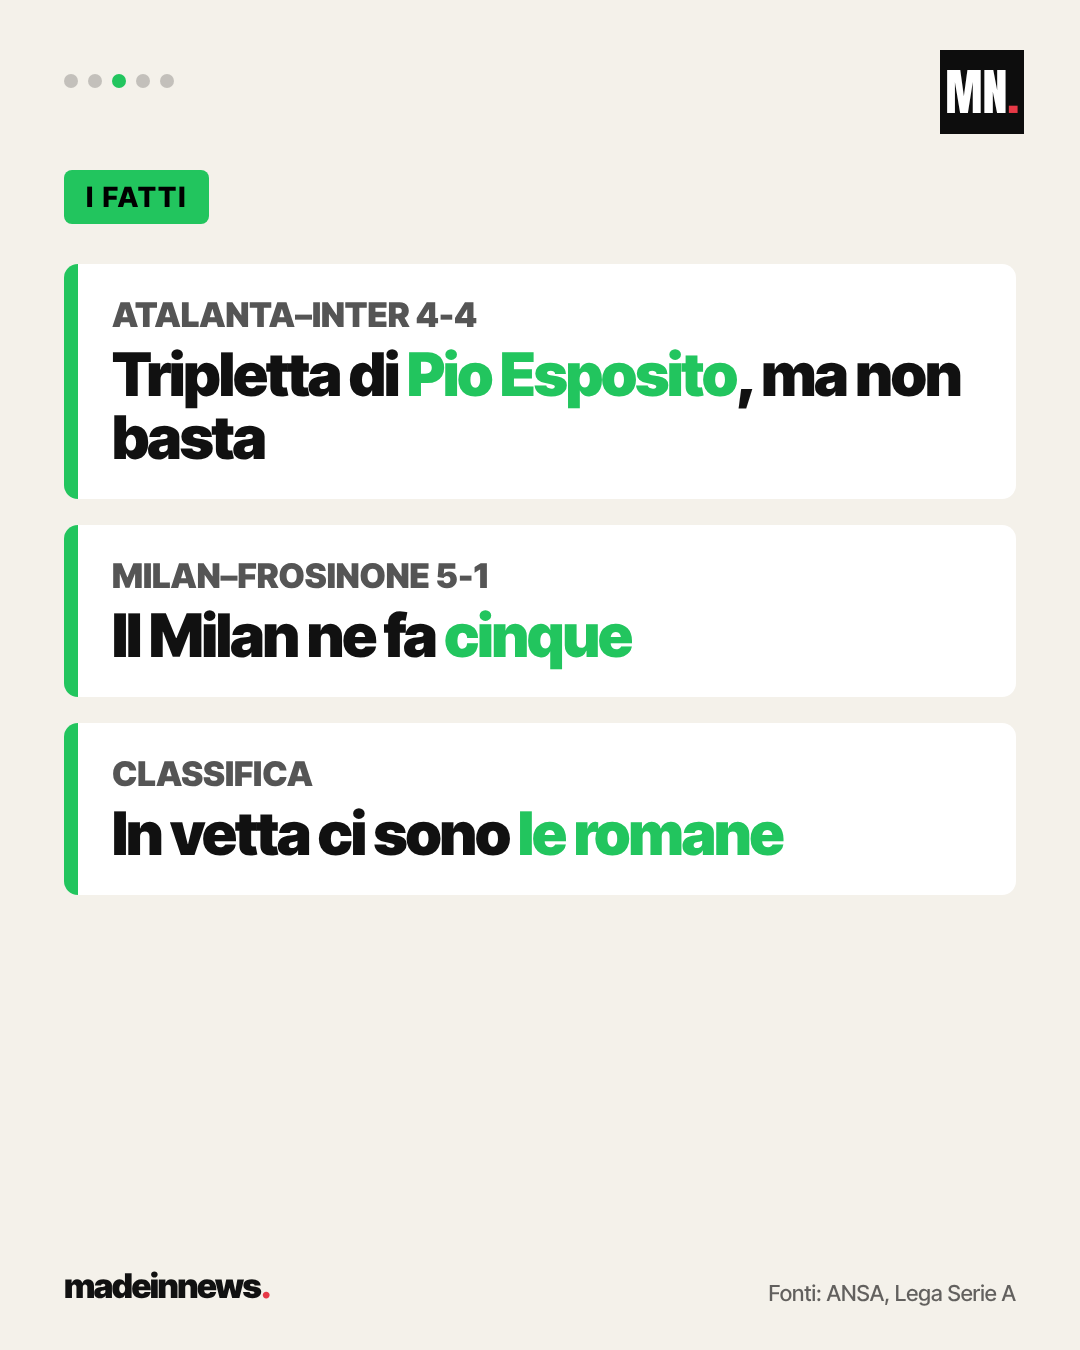 MN.
I FATTI
ATALANTA–INTER 4-4
Tripletta di Pio Esposito, ma non
basta
MILAN–FROSINONE 5-1
Il Milan ne fa cinque
CLASSIFICA
In vetta ci sono le romane
madeinnews.
Fonti: ANSA, Lega Serie A